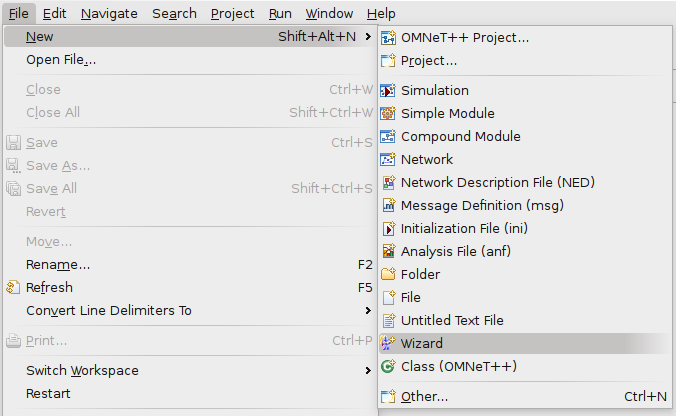 File Edit Navigate Search Project Run Window Help
New Shift+Alt+N
Open File...
Close Ctrl+W
Close All Shift+Ctrl+W
Save Ctrl+S
Save As...
Save All Shift+Ctrl+S
Revert
Move...
Rename... F2
Refresh F5
Convert Line Delimiters To
Print... Ctrl+P
Switch Workspace
Restart
OMNeT++ Project...
Project...
Simulation
Simple Module
Compound Module
Network
Network Description File (NED)
Message Definition (msg)
Initialization File (ini)
Analysis File (anf)
Folder
File
Untitled Text File
Wizard
Class (OMNeT++)
Other... Ctrl+N